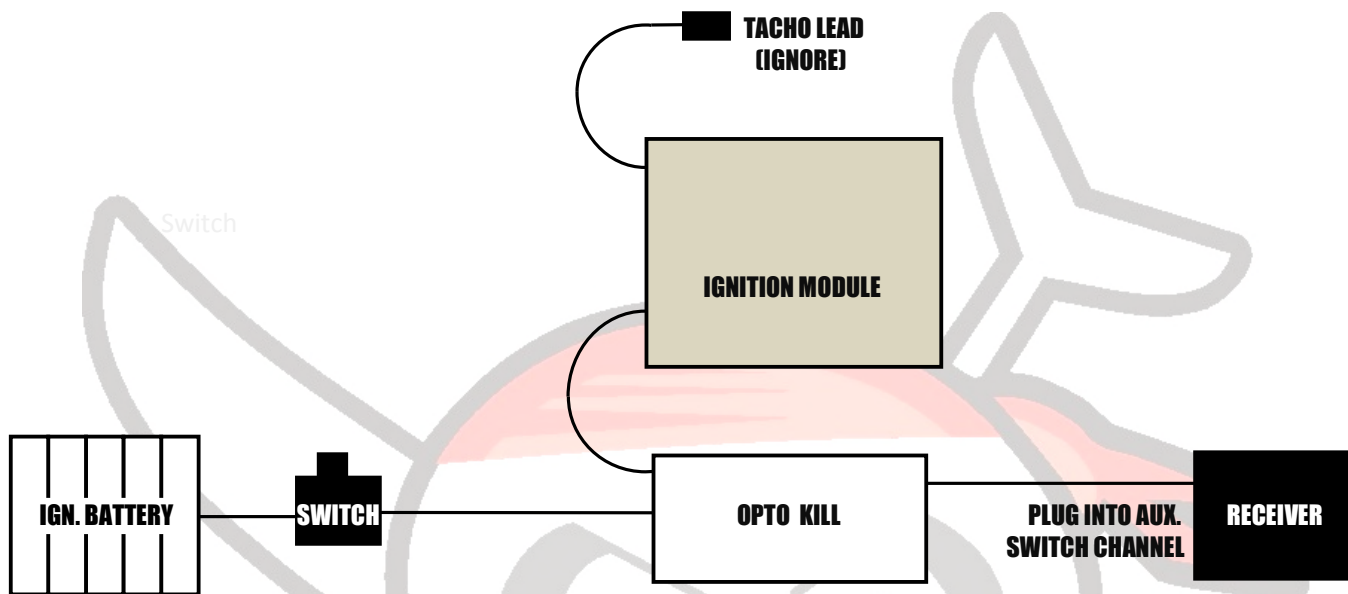 TACHO LEAD
(IGNORE)
Switch
IGNITION MODULE
IGN. BATTERY
SWITCH
OPTO KILL
PLUG INTO AUX.
SWITCH CHANNEL
RECEIVER